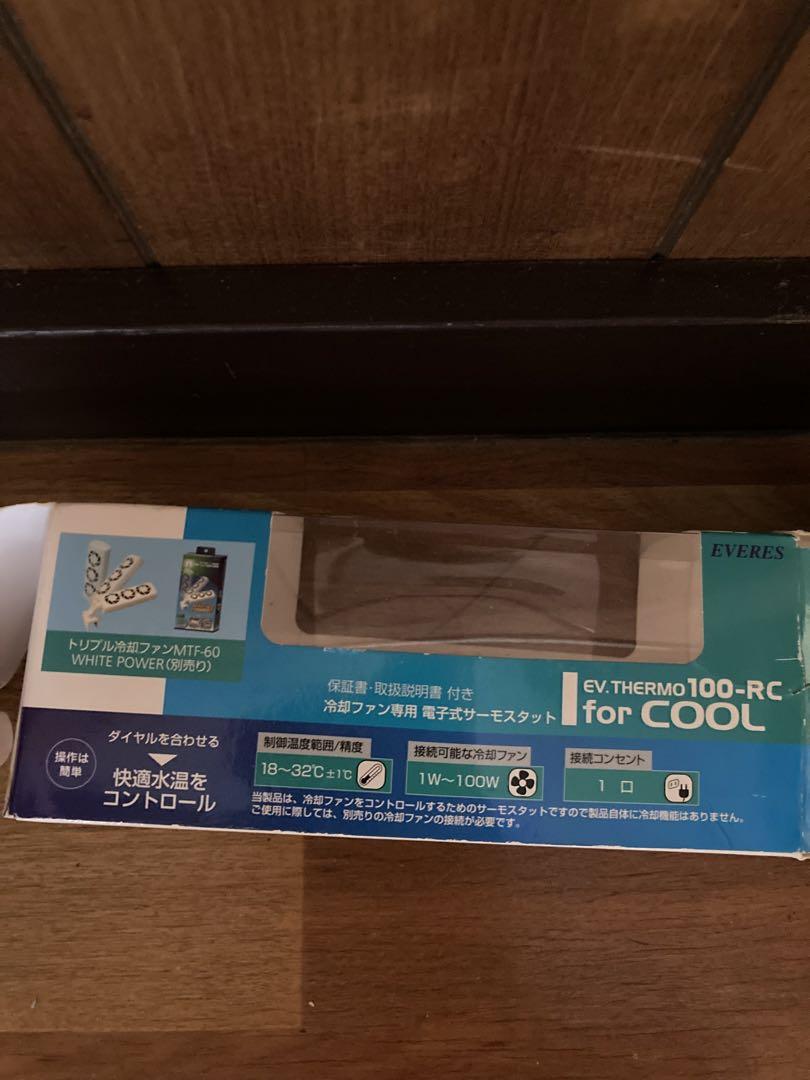 EVERES
トリプル冷却ファンMTF-60
WHITE POWER(別売り)
保証書・取扱説明書 付き
冷却ファン専用 電子式サーモスタット
EV.THERMO 100-RC
for COOL
操作は
簡単
ダイヤルを合わせる
快適水温を
コントロール
制御温度範囲/精度
18〜32℃±1℃
接続可能な冷却ファン
1W〜100W
接続コンセント
1 口
当製品は、冷却ファンをコントロールするためのサーモスタットですので製品自体に冷却機能はありません。
ご使用に際しては、別売りの冷却ファンの接続が必要です。